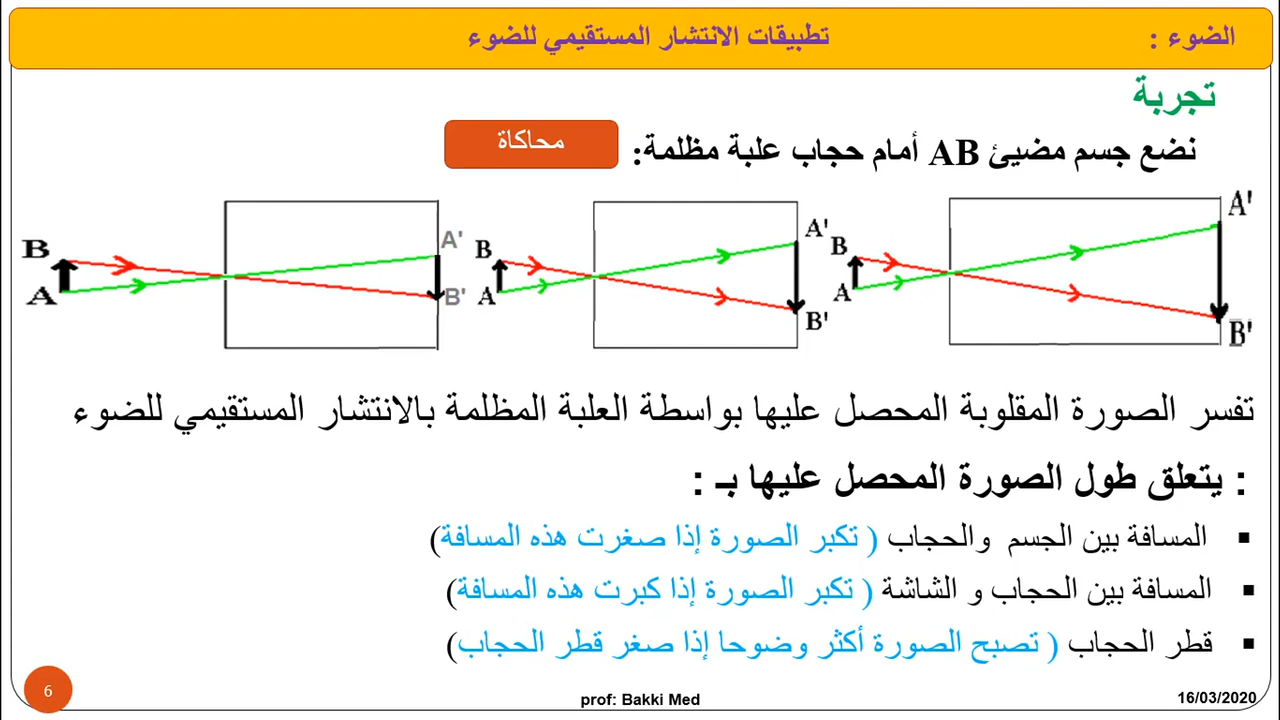 الضوء :
تطبيقات الانتشار المستقيمي للضوء
تجربة
نضع جسم مضيئ AB أمام حجاب علبة مظلمة:
محاكاة
B
A
A'
B'
B
A
A'
B'
B
A
A'
B'
تفسر الصورة المقلوبة المحصل عليها بواسطة العلبة المظلمة بالانتشار المستقيمي للضوء
: يتعلق طول الصورة المحصل عليها بـ :
▪ المسافة بين الجسم والحجاب ( تكبر الصورة إذا صغرت هذه المسافة)
▪ المسافة بين الحجاب و الشاشة ( تكبر الصورة إذا كبرت هذه المسافة)
▪ قطر الحجاب ( تصبح الصورة أكثر وضوحا إذا صغر قطر الحجاب)
6
prof: Bakki Med
16/03/2020